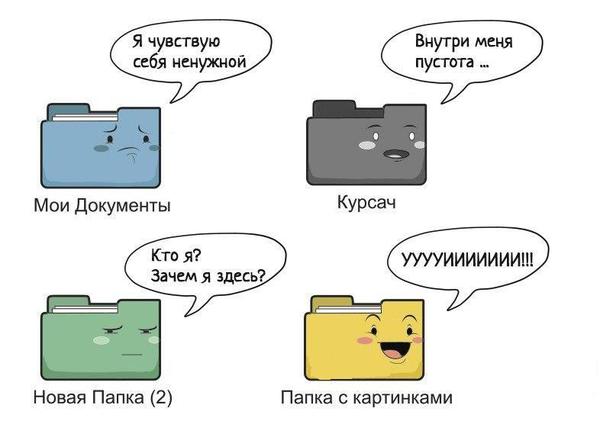 Я чувствую
себя ненужной
Мои Документы
Внутри меня
пустота ...
Курсач
Кто я?
Зачем я здесь?
Новая Папка (2)
УУУУИИИИИИИ!!!
Папка с картинками